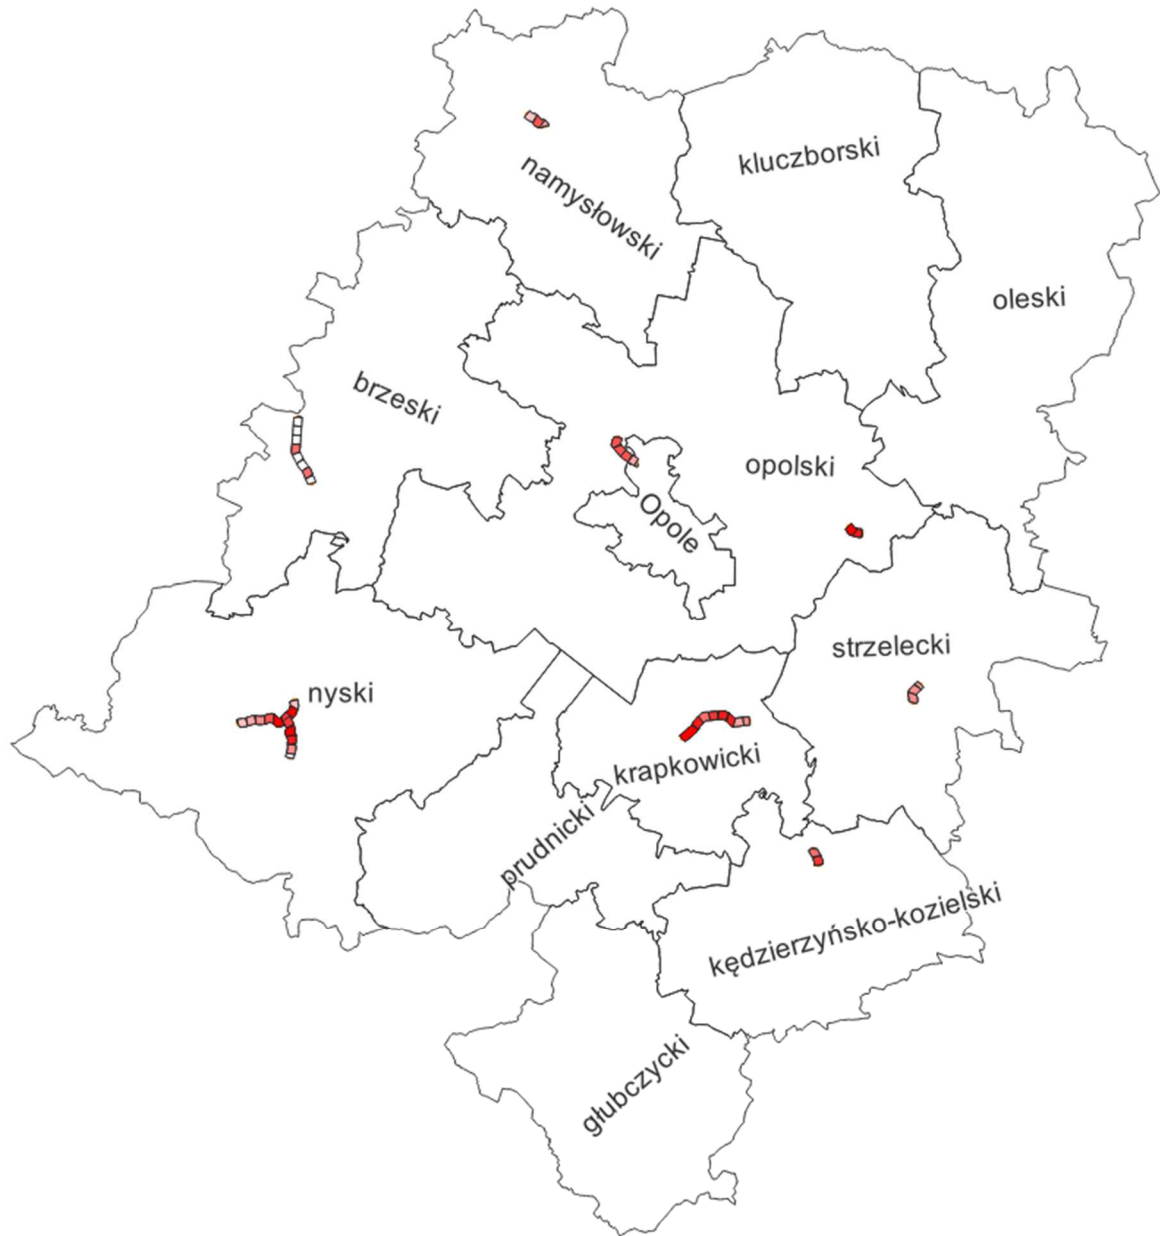 kluczborski
namysłowski
oleski
brzeski
opolski
Opole
strzelecki
nyski
krapkowicki
prudnicki
kędzierzyńsko-kozielski
głubczycki